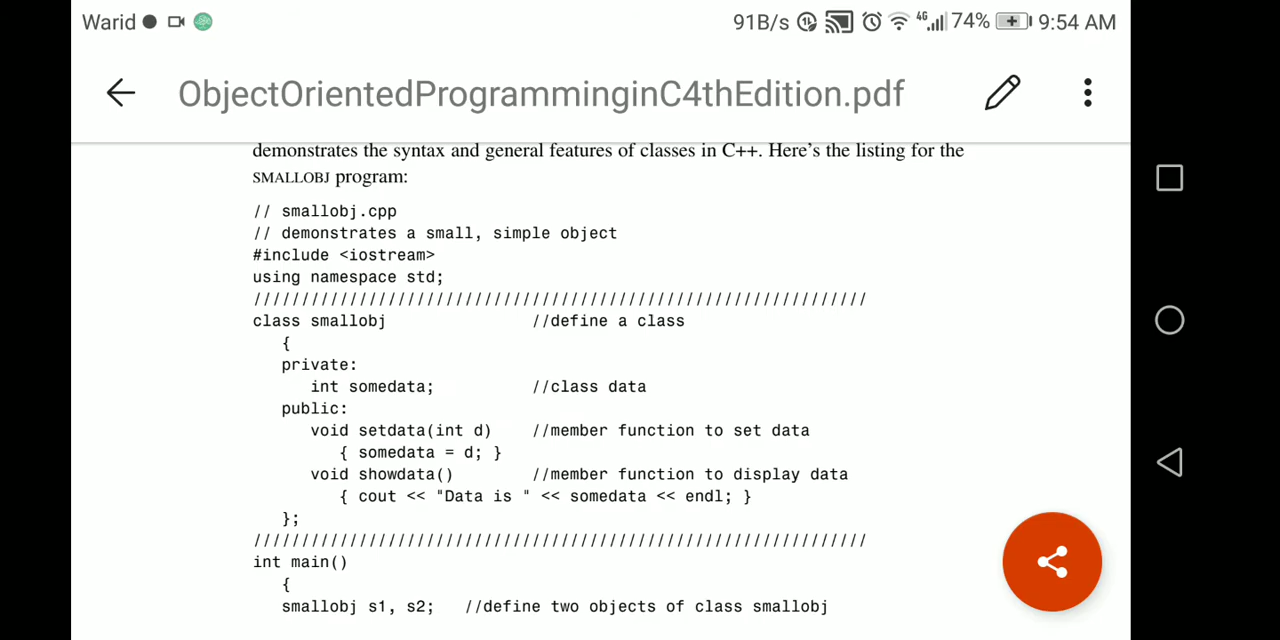 Warid 91B/s 4G 74% 9:54 AM
ObjectOrientedProgramminginC4thEdition.pdf
demonstrates the syntax and general features of classes in C++. Here’s the listing for the
SMALLOBJ program:
// smallobj.cpp
// demonstrates a small, simple object
#include <iostream>
using namespace std;
////////////////////////////////////////////////////////////////
class smallobj //define a class
{
private:
int somedata; //class data
public:
void setdata(int d) //member function to set data
{ somedata = d; }
void showdata() //member function to display data
{ cout << "Data is " << somedata << endl; }
};
////////////////////////////////////////////////////////////////
int main()
{
smallobj s1, s2; //define two objects of class smallobj